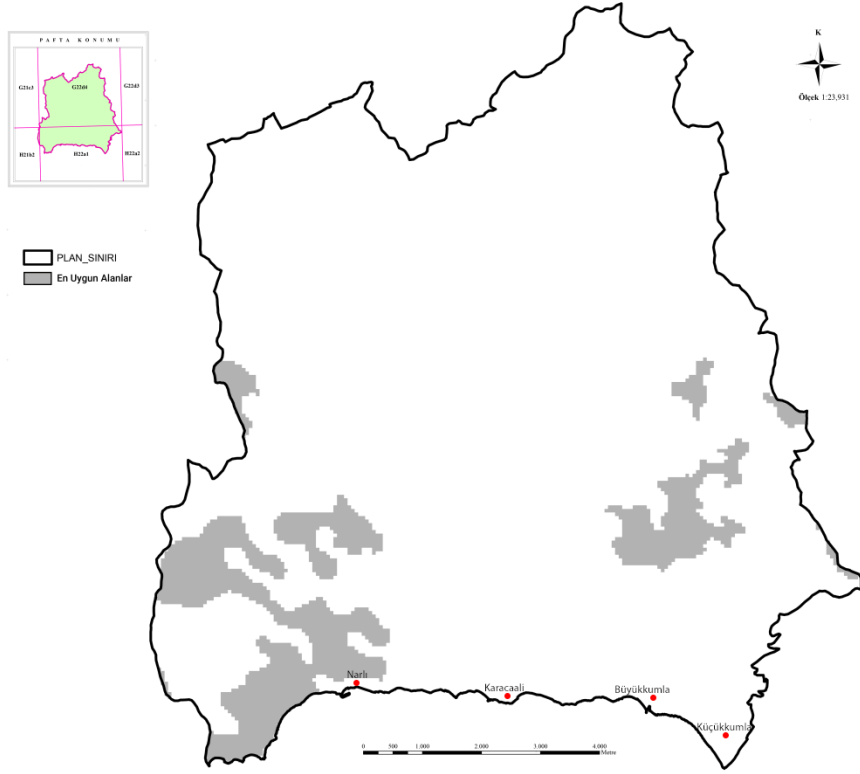 PAFTA KONUMU
G21c3
G22d4
G22d3
H21b2
H22a1
H22a2
K
Ölçek 1:23,931
PLAN_SINIRI
En Uygun Alanlar
Narlı
Karacaali
Büyükkumla
Küçükkumla
0 500 1.000 2.000 3.000 4.000
Metre